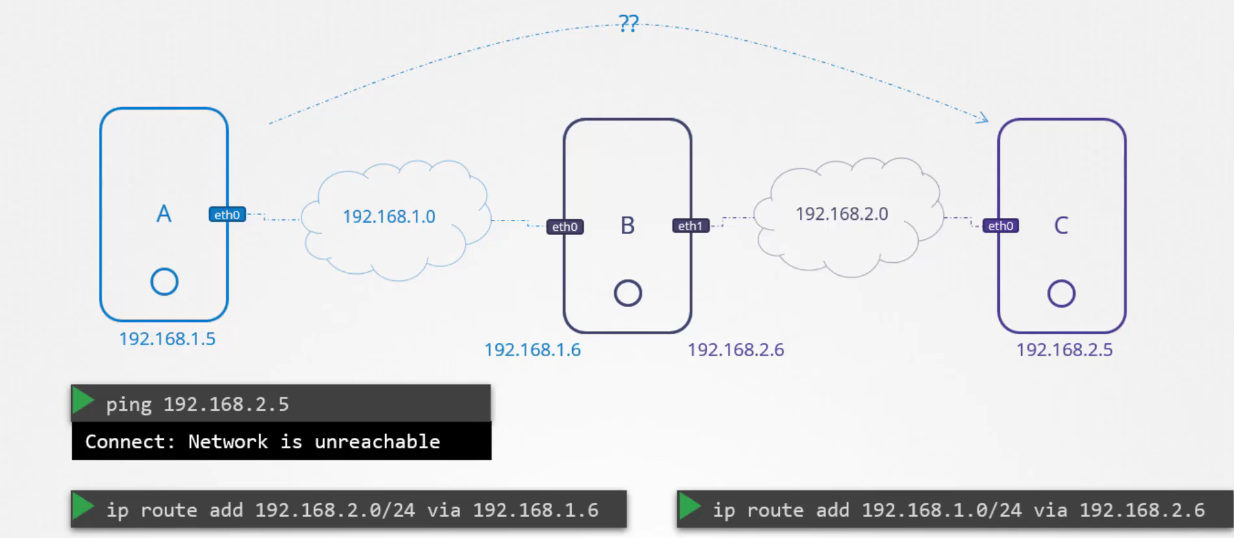 ??
A
eth0
192.168.1.0
eth0
B
eth1
192.168.2.0
eth0
C
192.168.1.5
192.168.1.6
192.168.2.6
192.168.2.5
ping 192.168.2.5
Connect: Network is unreachable
ip route add 192.168.2.0/24 via 192.168.1.6
ip route add 192.168.1.0/24 via 192.168.2.6